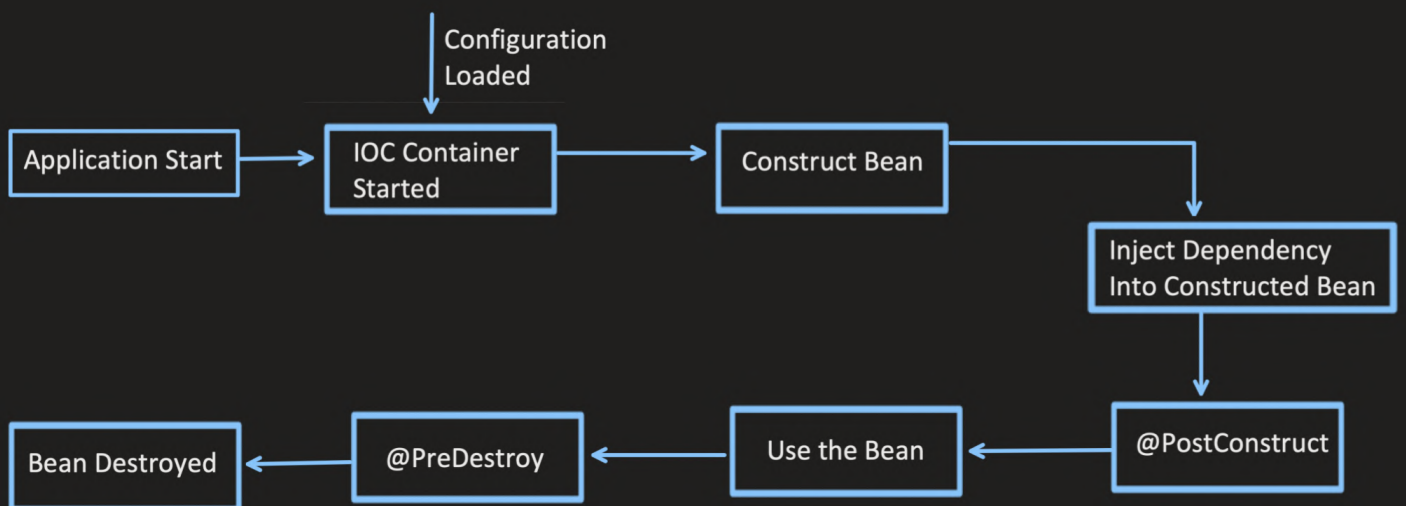 Configuration
Loaded
Application Start
IOC Container
Started
Construct Bean
Inject Dependency
Into Constructed Bean
@PostConstruct
Use the Bean
@PreDestroy
Bean Destroyed